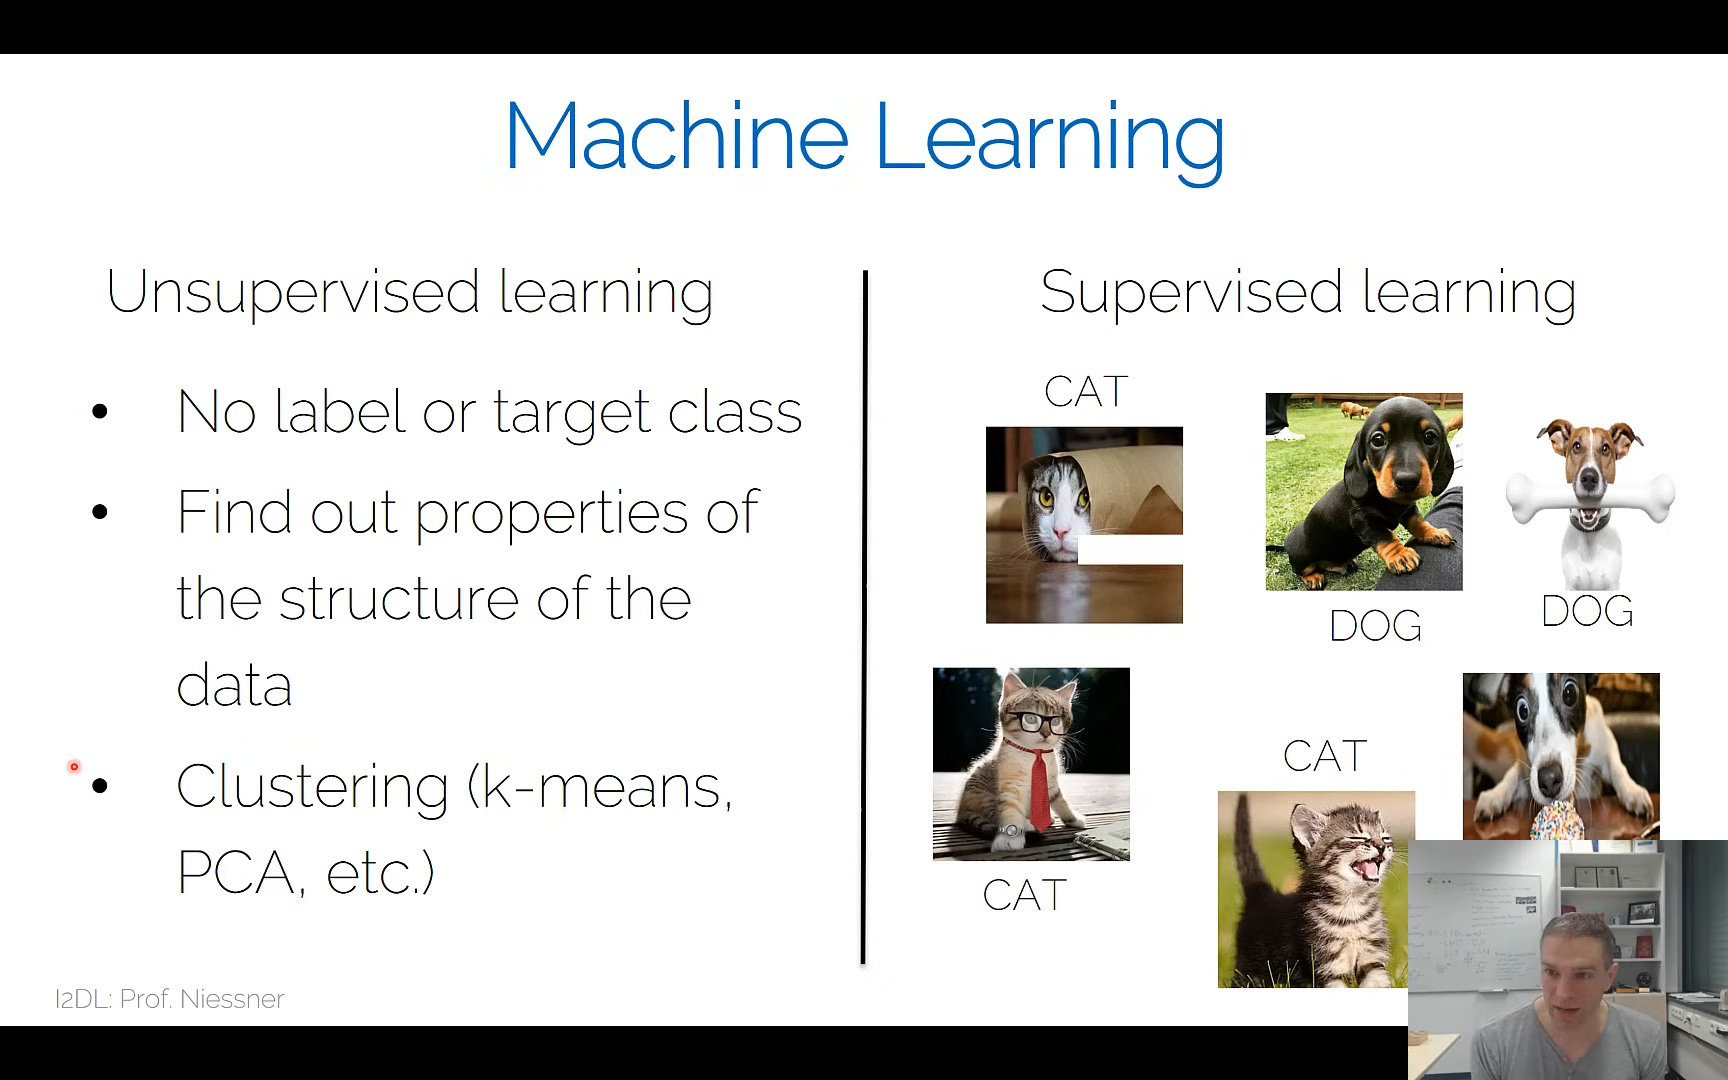 Machine Learning
Unsupervised learning
• No label or target class
• Find out properties of
the structure of the
data
• Clustering (k-means,
PCA, etc.)
Supervised learning
CAT
DOG
DOG
CAT
CAT
I2DL: Prof. Niessner